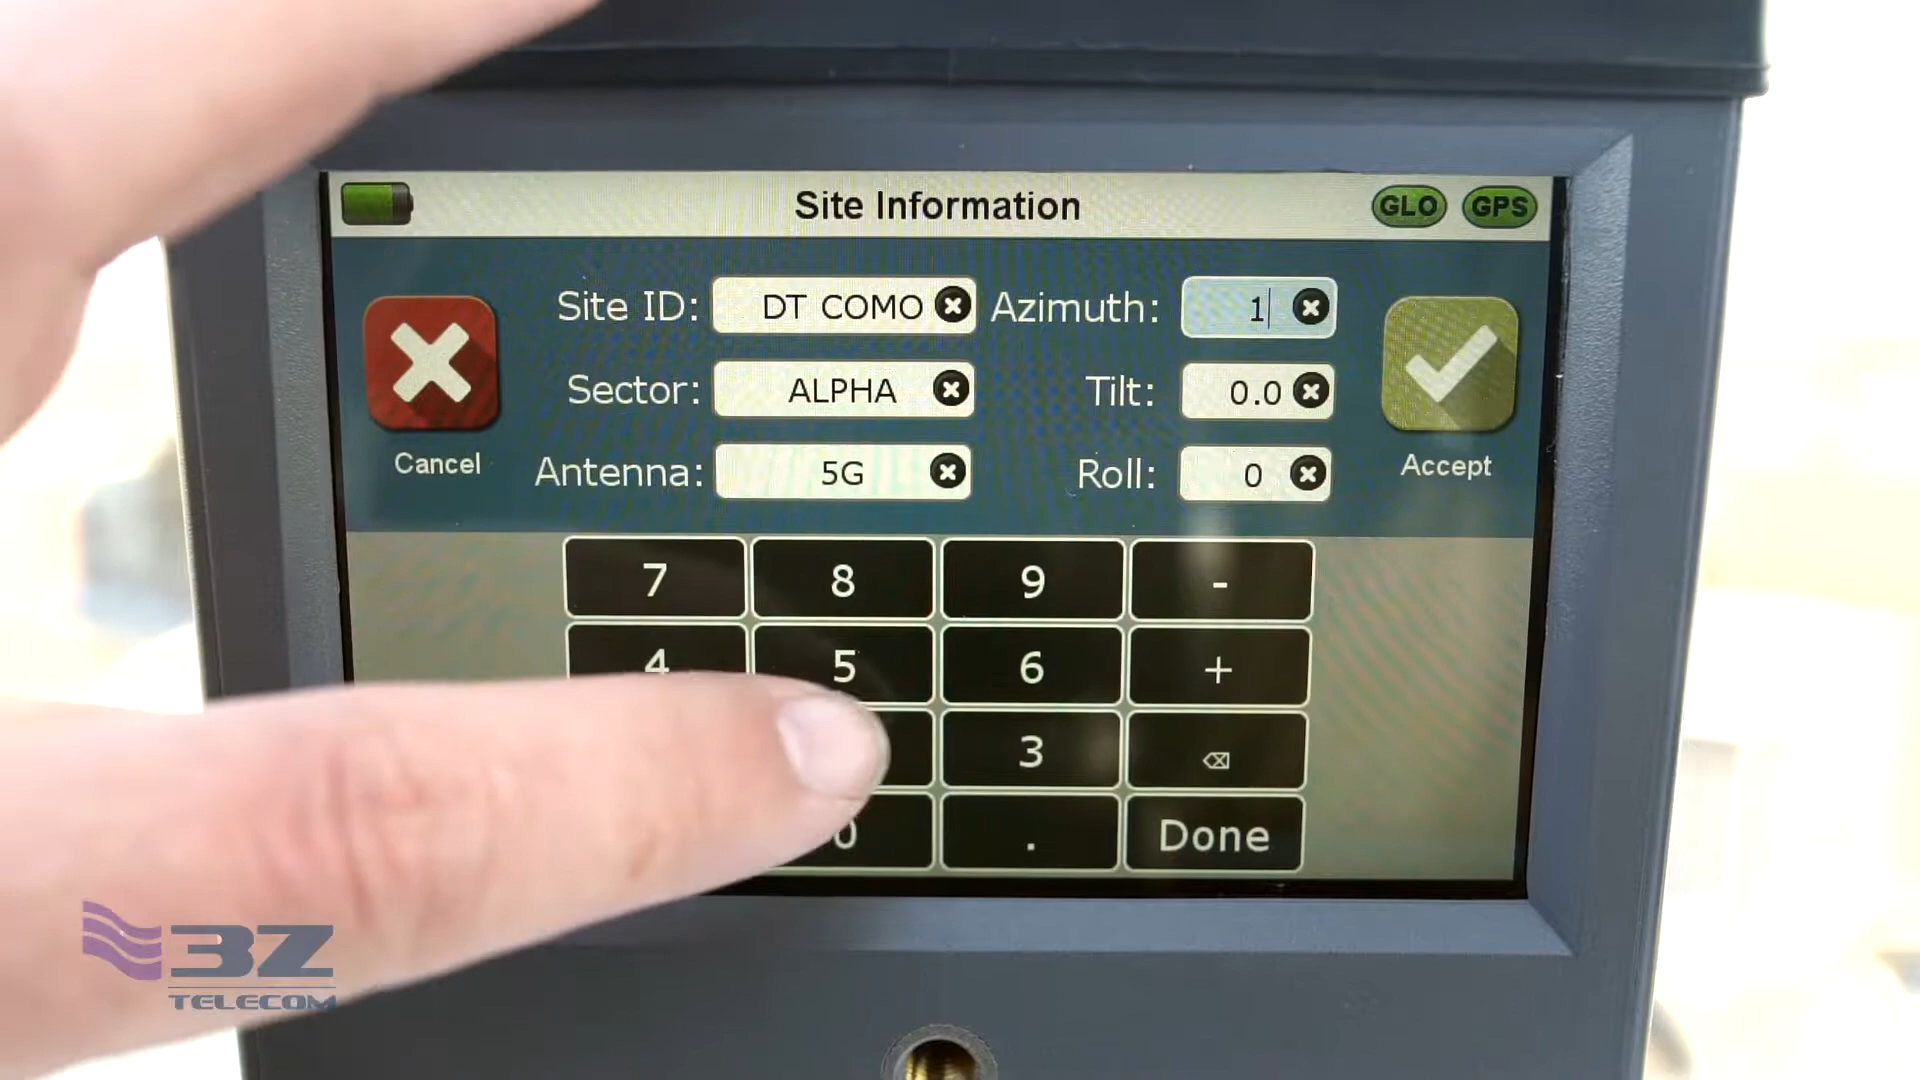 Site Information
GLO GPS
Site ID: DT COMO Azimuth: 1
Sector: ALPHA Tilt: 0.0
Antenna: 5G Roll: 0
Cancel
Accept
7 8 9 -
4 5 6 +
3
0 . Done
3Z
TELECOM